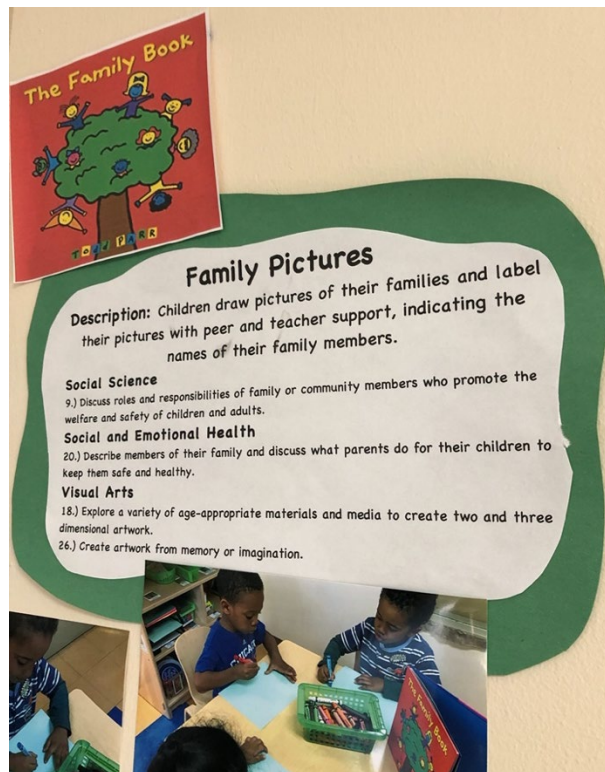 The Family Book
Todd PARR
Family Pictures
Description: Children draw pictures of their families and label
their pictures with peer and teacher support, indicating the
names of their family members.
Social Science
9.) Discuss roles and responsibilities of family or community members who promote the
welfare and safety of children and adults.
Social and Emotional Health
20.) Describe members of their family and discuss what parents do for their children to
keep them safe and healthy.
Visual Arts
18.) Explore a variety of age-appropriate materials and media to create two and three
dimensional artwork.
26.) Create artwork from memory or imagination.
The Family Book